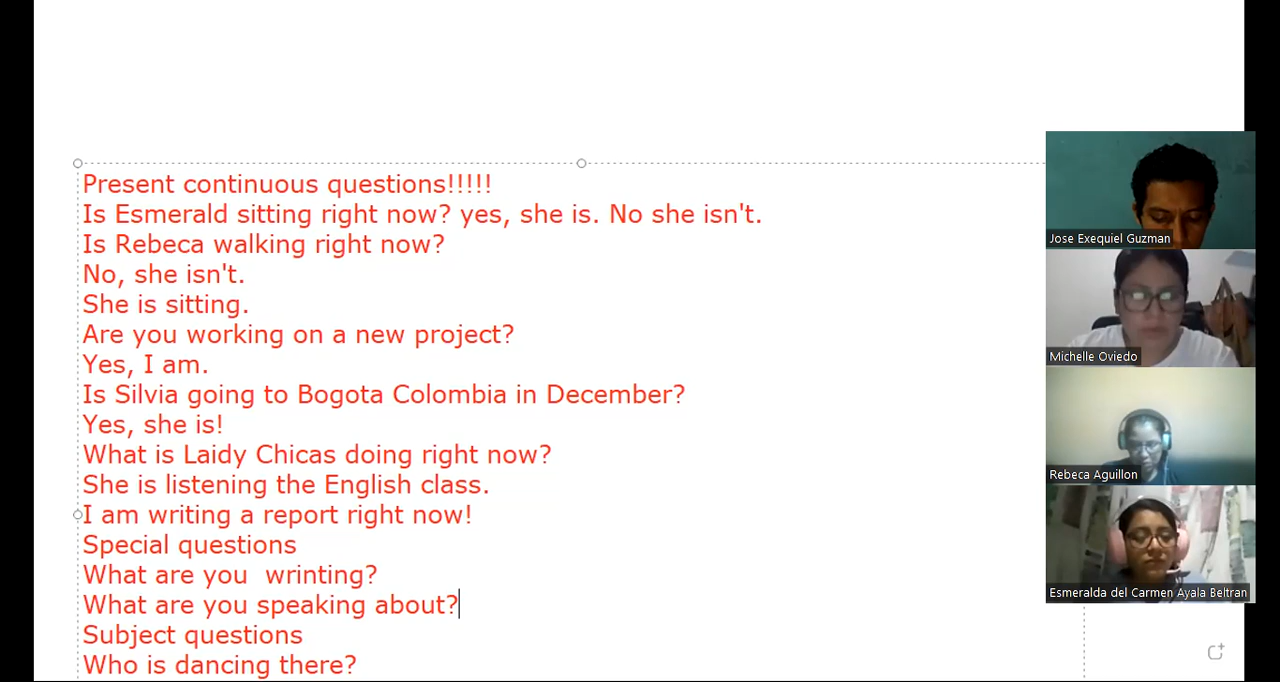 Present continuous questions!!!!!
Is Esmerald sitting right now? yes, she is. No she isn't.
Is Rebeca walking right now?
No, she isn't.
She is sitting.
Are you working on a new project?
Yes, I am.
Is Silvia going to Bogota Colombia in December?
Yes, she is!
What is Laidy Chicas doing right now?
She is listening the English class.
I am writing a report right now!
Special questions
What are you  wrinting?
What are you speaking about?
Subject questions
Who is dancing there?
Jose Exequiel Guzman
Michelle Oviedo
Rebeca Aguillon
Esmeralda del Carmen Ayala Beltran